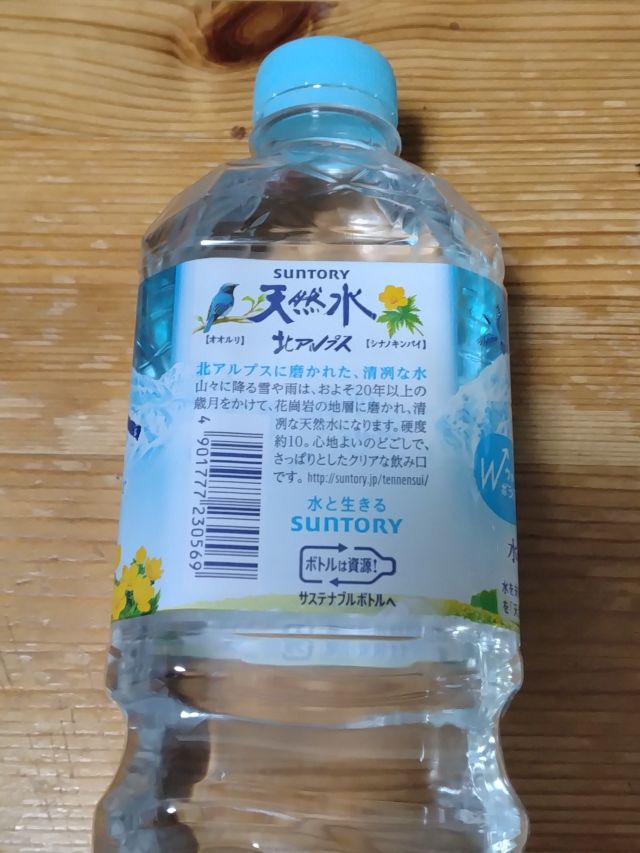 SUNTORY
天然水
北アルプス
【オオルリ】
【シナノキンバイ】
北アルプスに磨かれた、清冽な水
山々に降る雪や雨は、およそ20年以上の
歳月をかけて、花崗岩の地層に磨かれ、清
冽な天然水になります。硬度
約10。心地よいのどごしで、
さっぱりとしたクリアな飲み口
です。http://suntory.jp/tennensui/
4901777230569
水と生きる
SUNTORY
ボトルは資源!
サステナブルボトルへ
W